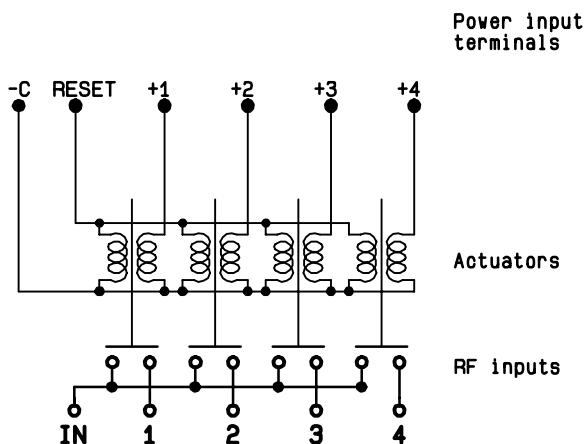 Power input
terminals
-C RESET +1 +2 +3 +4
Actuators
RF inputs
IN 1 2 3 4